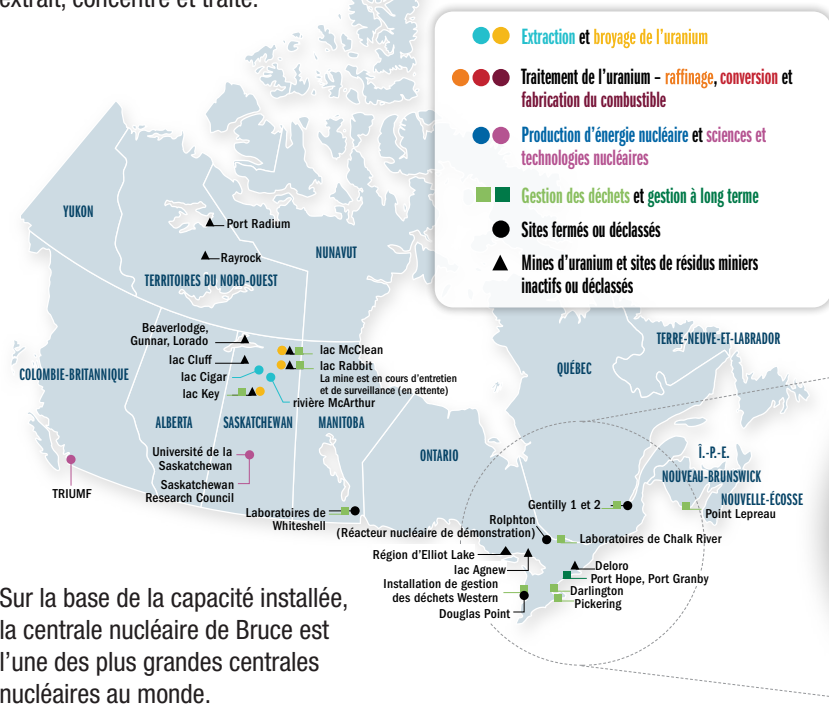 extrait, concentré et traité.
Extraction et broyage de l'uranium
Traitement de l'uranium – raffinage, conversion et
fabrication du combustible
Production d'énergie nucléaire et sciences et
technologies nucléaires
Gestion des déchets et gestion à long terme
Sites fermés ou déclassés
Mines d'uranium et sites de résidus miniers
inactifs ou déclassés
YUKON
Port Radium
Rayrock
NUNAVUT
TERRITOIRES DU NORD-OUEST
Beaverlodge,
Gunnar, Lorado
lac McClean
lac Cluff
lac Rabbit
La mine est en cours d'entretien
et de surveillance (en attente)
lac Cigar
lac Key
rivière McArthur
COLOMBIE-BRITANNIQUE
ALBERTA
SASKATCHEWAN
MANITOBA
ONTARIO
QUÉBEC
TERRE-NEUVE-ET-LABRADOR
Î.-P.-E.
NOUVEAU-BRUNSWICK
NOUVELLE-ÉCOSSE
Point Lepreau
TRIUMF
Université de la
Saskatchewan
Saskatchewan
Research Council
Laboratoires de
Whiteshell
Gentilly 1 et 2
Rolphton
(Réacteur nucléaire de démonstration)
Laboratoires de Chalk River
Région d'Elliot Lake
lac Agnew
Deloro
Port Hope, Port Granby
Installation de gestion
des déchets Western
Darlington
Pickering
Douglas Point
Sur la base de la capacité installée,
la centrale nucléaire de Bruce est
l'une des plus grandes centrales
nucléaires au monde.